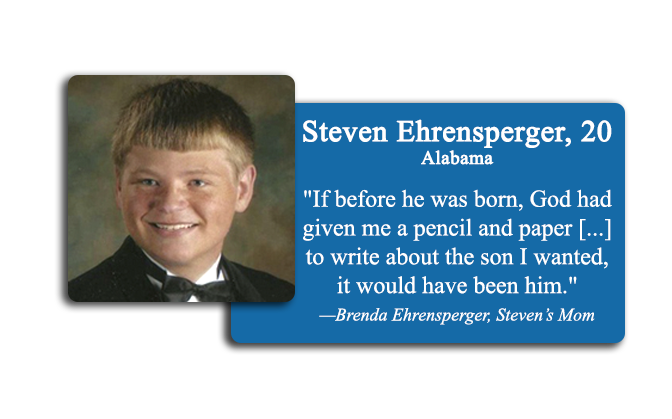 Steven Ehrensperger, 20
Alabama
"If before he was born, God had
given me a pencil and paper [...]
to write about the son I wanted,
it would have been him."
—Brenda Ehrensperger, Steven's Mom